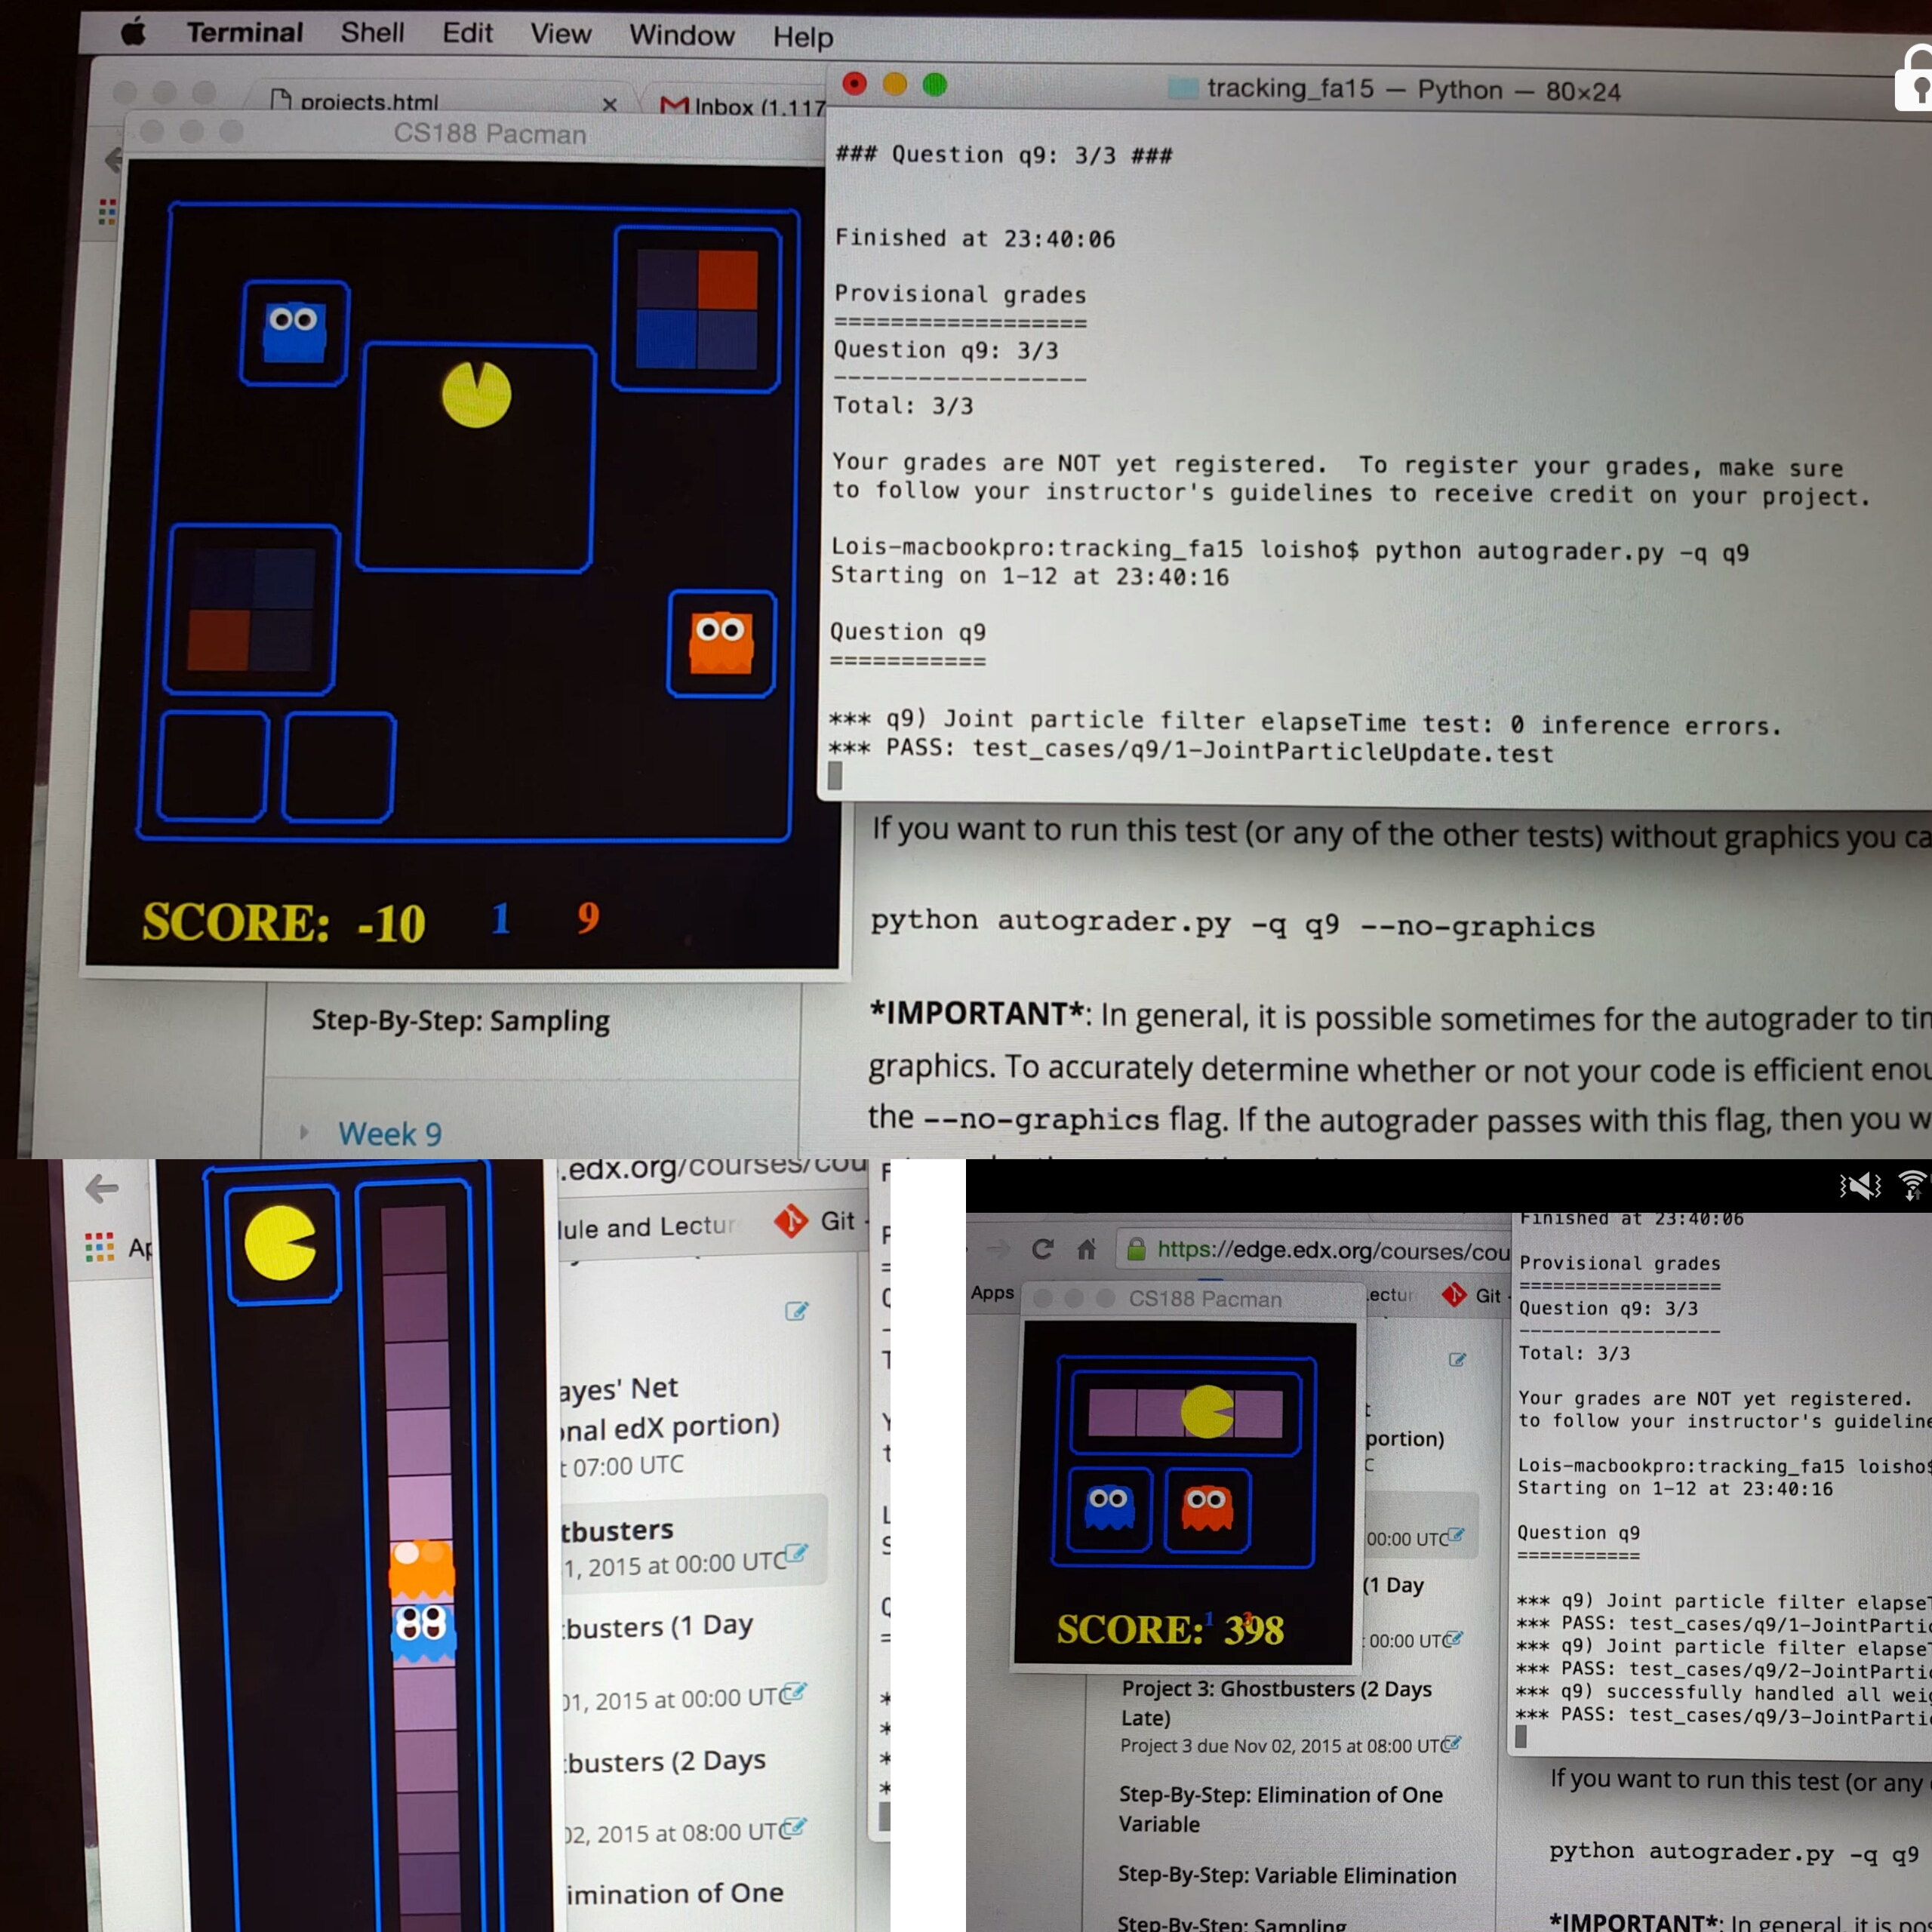 Terminal Shell Edit View Window Help
projects.html
Inbox (1,117
tracking_fa15 — Python — 80×24
CS188 Pacman
### Question q9: 3/3 ###
Finished at 23:40:06
Provisional grades
==================
Question q9: 3/3
------------------
Total: 3/3
Your grades are NOT yet registered.  To register your grades, make sure
to follow your instructor's guidelines to receive credit on your project.
Lois-macbookpro:tracking_fa15 loisho$ python autograder.py -q q9
Starting on 1-12 at 23:40:16
Question q9
===========
*** q9) Joint particle filter elapseTime test: 0 inference errors.
*** PASS: test_cases/q9/1-JointParticleUpdate.test
SCORE: -10 1 9
If you want to run this test (or any of the other tests) without graphics you ca
python autograder.py -q q9 --no-graphics
*IMPORTANT*: In general, it is possible sometimes for the autograder to tin
graphics. To accurately determine whether or not your code is efficient enou
the --no-graphics flag. If the autograder passes with this flag, then you w
Step-By-Step: Sampling
Week 9
.edx.org/courses/cou
lule and Lectur
Git
Ap
ayes' Net
onal edX portion)
t 07:00 UTC
tbusters
1, 2015 at 00:00 UTC
busters (1 Day
01, 2015 at 00:00 UTC
busters (2 Days
02, 2015 at 08:00 UTC
imination of One
https://edge.edx.org/courses/cou
Apps
ectur
Git
CS188 Pacman
portion)
00:00 UTC
(1 Day
00:00 UTC
SCORE: 1 398
Project 3: Ghostbusters (2 Days
Late)
Project 3 due Nov 02, 2015 at 08:00 UTC
Step-By-Step: Elimination of One
Variable
Step-By-Step: Variable Elimination
Step-By-Step: Sampling
Finished at 23:40:06
Provisional grades
==================
Question q9: 3/3
------------------
Total: 3/3
Your grades are NOT yet registered.
to follow your instructor's guideline
Lois-macbookpro:tracking_fa15 loisho$
Starting on 1-12 at 23:40:16
Question q9
===========
*** q9) Joint particle filter elapseT
*** PASS: test_cases/q9/1-JointPartic
*** q9) Joint particle filter elapseT
*** PASS: test_cases/q9/2-JointPartic
*** q9) successfully handled all weig
*** PASS: test_cases/q9/3-JointPartic
If you want to run this test (or any
python autograder.py -q q9
*IMPORTANT*: In general, it is pos